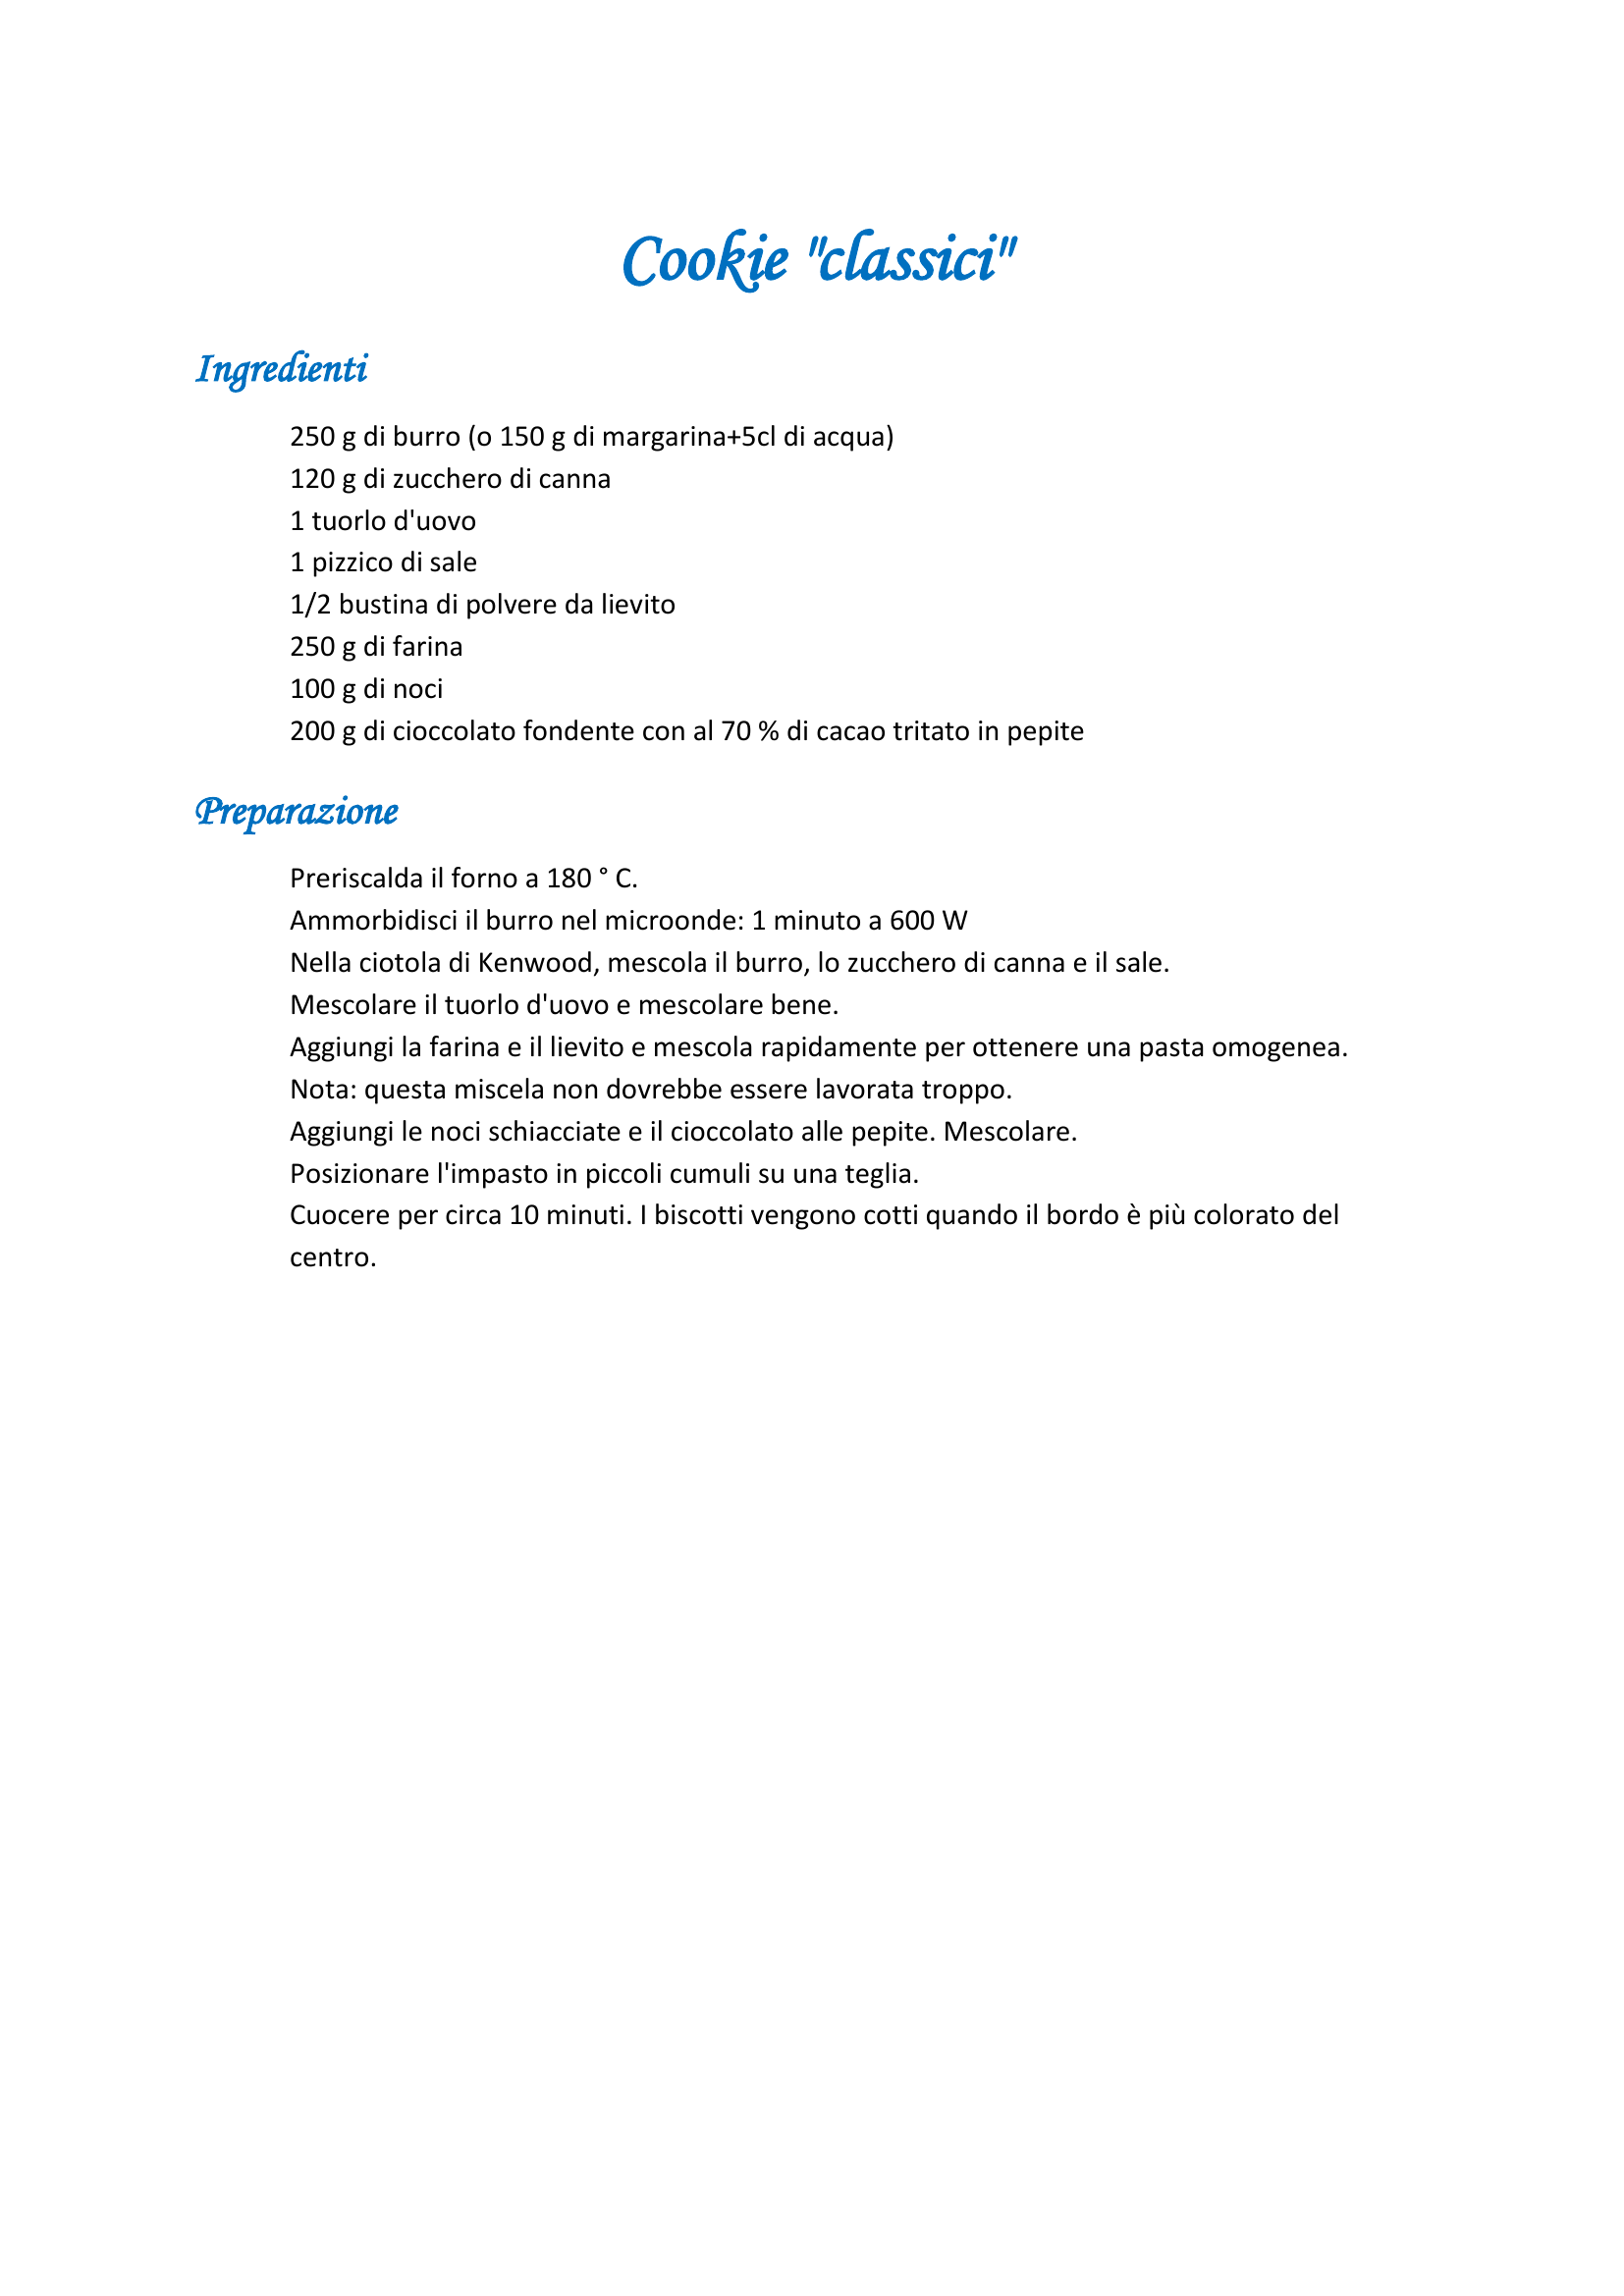 Cookie "classici"
Ingredienti
250 g di burro (o 150 g di margarina+5cl di acqua)
120 g di zucchero di canna
1 tuorlo d'uovo
1 pizzico di sale
1/2 bustina di polvere da lievito
250 g di farina
100 g di noci
200 g di cioccolato fondente con al 70 % di cacao tritato in pepite
Preparazione
Preriscalda il forno a 180 ° C.
Ammorbidisci il burro nel microonde: 1 minuto a 600 W
Nella ciotola di Kenwood, mescola il burro, lo zucchero di canna e il sale.
Mescolare il tuorlo d'uovo e mescolare bene.
Aggiungi la farina e il lievito e mescola rapidamente per ottenere una pasta omogenea.
Nota: questa miscela non dovrebbe essere lavorata troppo.
Aggiungi le noci schiacciate e il cioccolato alle pepite. Mescolare.
Posizionare l'impasto in piccoli cumuli su una teglia.
Cuocere per circa 10 minuti. I biscotti vengono cotti quando il bordo è più colorato del
centro.